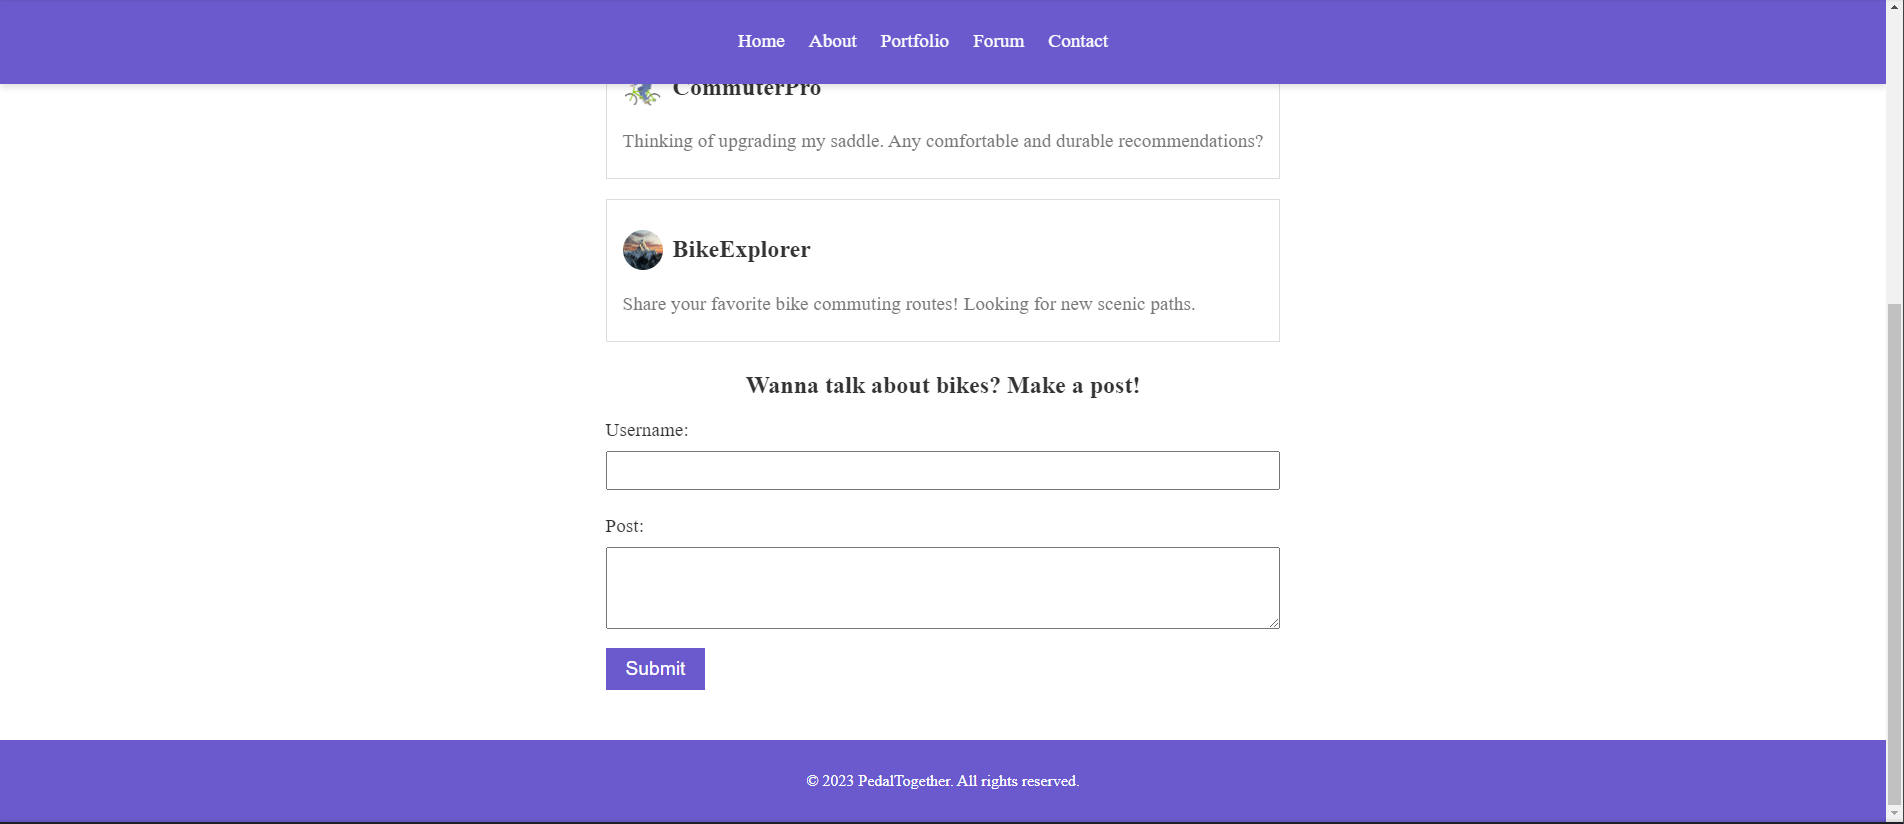 Home About Portfolio Forum Contact
CommuterPro
Thinking of upgrading my saddle. Any comfortable and durable recommendations?
BikeExplorer
Share your favorite bike commuting routes! Looking for new scenic paths.
Wanna talk about bikes? Make a post!
Username:
Post:
Submit
© 2023 PedalTogether. All rights reserved.